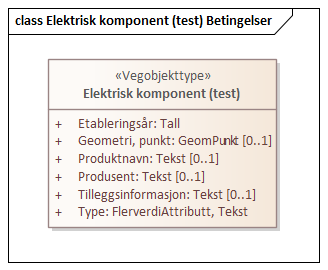 class Elektrisk komponent (test) Betingelser
«Vegobjekttype»
Elektrisk komponent (test)
+ Etableringsår: Tall
+ Geometri, punkt: GeomPunkt [0..1]
+ Produktnavn: Tekst [0..1]
+ Produsent: Tekst [0..1]
+ Tilleggsinformasjon: Tekst [0..1]
+ Type: FlerverdiAttributt, Tekst